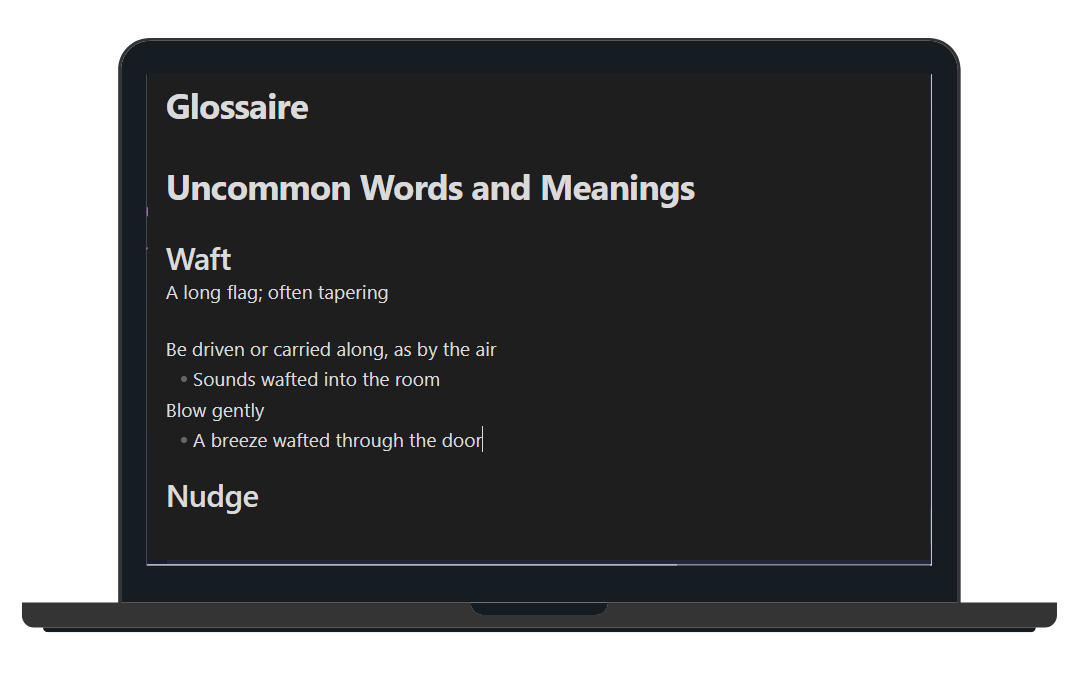 Glossaire
Uncommon Words and Meanings
Waft
A long flag; often tapering
Be driven or carried along, as by the air
• Sounds wafted into the room
Blow gently
• A breeze wafted through the door
Nudge